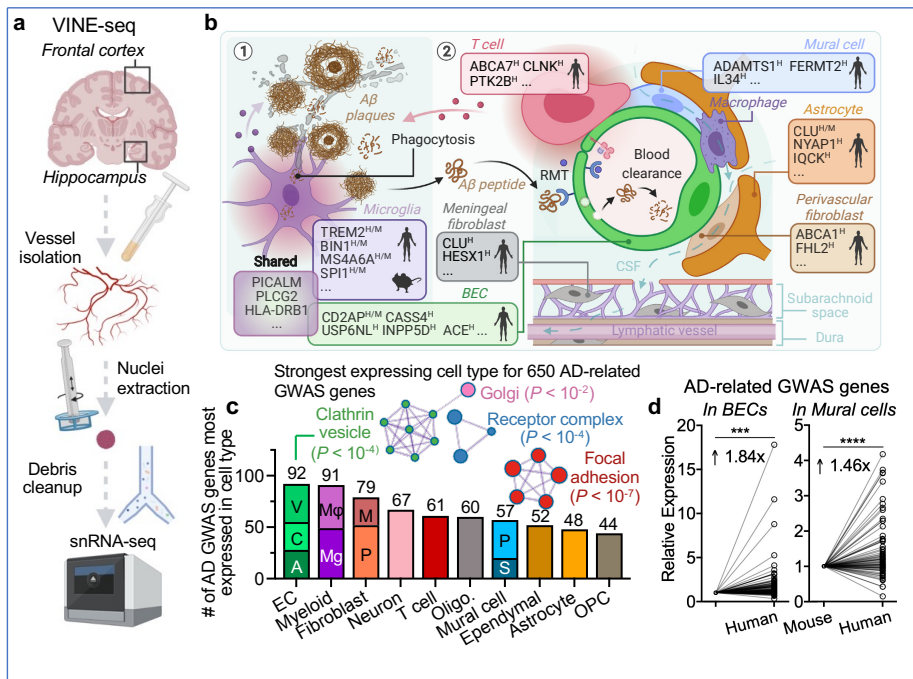 a VINE-seq
Frontal cortex
Hippocampus
Vessel
isolation
Nuclei
extraction
Debris
cleanup
snRNA-seq
b
1
Aβ
plaques
Phagocytosis
Aβ peptide
Microglia
TREM2H/M
BIN1H/M
MS4A6AH/M
SPI1H/M
...
Shared
PICALM
PLCG2
HLA-DRB1
...
2
T cell
ABCA7H CLNKH
PTK2BH ...
Mural cell
ADAMTS1H FERMT2H
IL34H ...
Macrophage
Astrocyte
CLUH/M
NYAP1H
IQCKH
...
RMT
Blood
clearance
Meningeal
fibroblast
CLUH
HESX1H
...
Perivascular
fibroblast
ABCA1H
FHL2H
...
CSF
BEC
CD2APH/M CASS4H
USP6NLH INPP5DH ACEH ...
Subarachnoid
space
Lymphatic vessel
Dura
c
Strongest expressing cell type for 650 AD-related
GWAS genes
Golgi (P < 10-2)
Clathrin
vesicle
(P < 10-4)
Receptor complex
(P < 10-4)
Focal
adhesion
(P < 10-7)
# of AD GWAS genes most
expressed in cell type
100
50
0
92
91
79
67
61
60
57
52
48
44
V
C
A
Mφ
Mg
M
P
P
S
EC
Myeloid
Fibroblast
Neuron
T cell
Oligo.
Mural cell
Ependymal
Astrocyte
OPC
d
AD-related GWAS genes
In BECs
In Mural cells
***
↑ 1.84x
Relative Expression
20
15
10
5
0
Human
****
↑ 1.46x
5
4
3
2
1
0
Mouse
Human